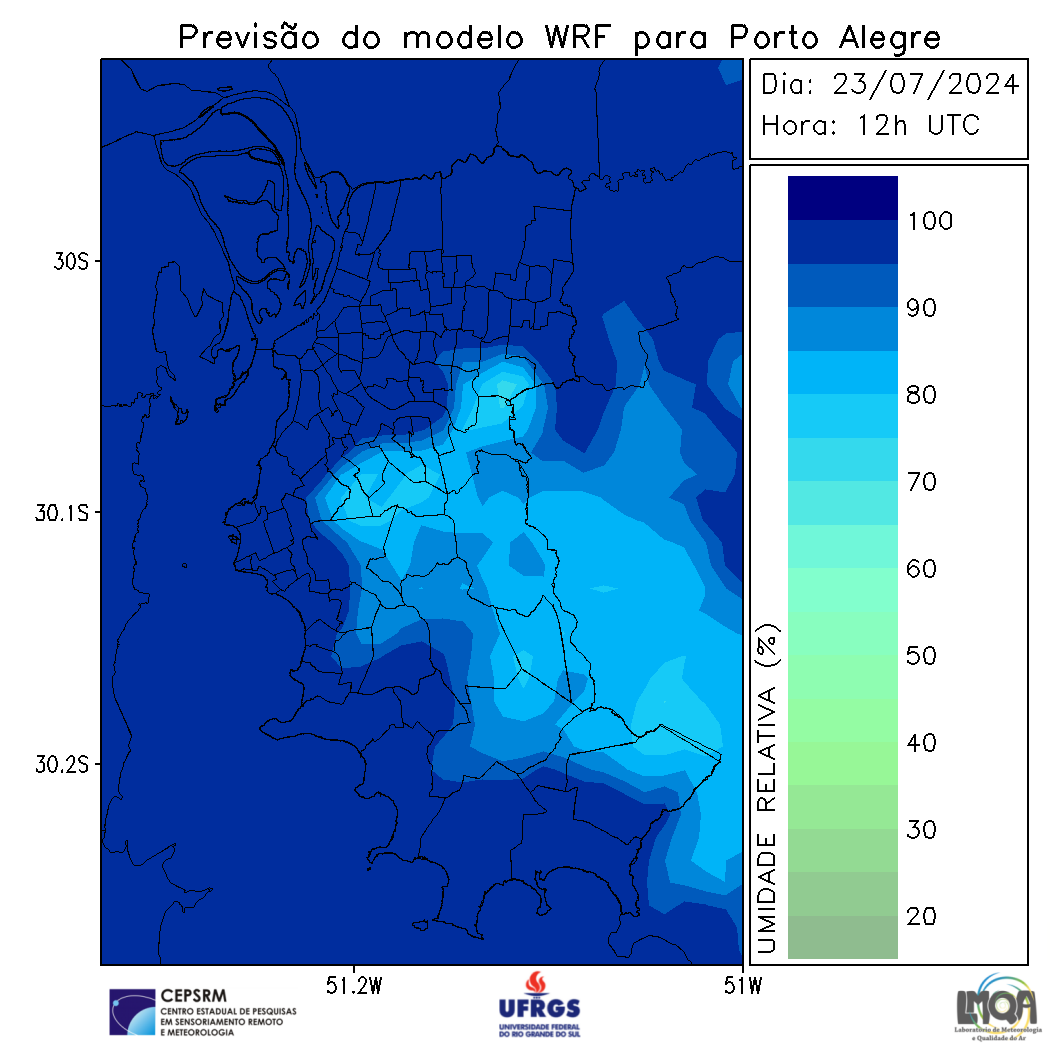 Previsão do modelo WRF para Porto Alegre
Dia: 23/07/2024
Hora: 12h UTC
30S
30.1S
30.2S
51.2W
51W
UMIDADE RELATIVA (%)
100
90
80
70
60
50
40
30
20
CEPSRM
CENTRO ESTADUAL DE PESQUISAS
EM SENSORIAMENTO REMOTO
E METEOROLOGIA
UFRGS
UNIVERSIDADE FEDERAL
DO RIO GRANDE DO SUL
LMQA
Laboratório de Meteorologia
e Qualidade do Ar